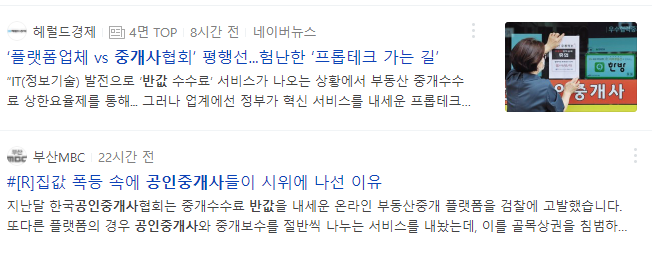 헤럴드경제 4면 TOP 8시간 전 네이버뉴스
'플랫폼업체 vs 중개사협회' 평행선...험난한 '프롭테크 가는 길'
"IT(정보기술) 발전으로 '반값 수수료' 서비스가 나오는 상황에서 부동산 중개수수
료 상한요율제를 통해... 그러나 업계에선 정부가 혁신 서비스를 내세운 프롭테크...
한방
중개사
부산MBC 22시간 전
#[R]집값 폭등 속에 공인중개사들이 시위에 나선 이유
지난달 한국공인중개사협회는 중개수수료 반값을 내세운 온라인 부동산중개 플랫폼을 검찰에 고발했습니다.
또다른 플랫폼의 경우 공인중개사와 중개보수를 절반씩 나누는 서비스를 내놨는데, 이를 골목상권을 침범하...